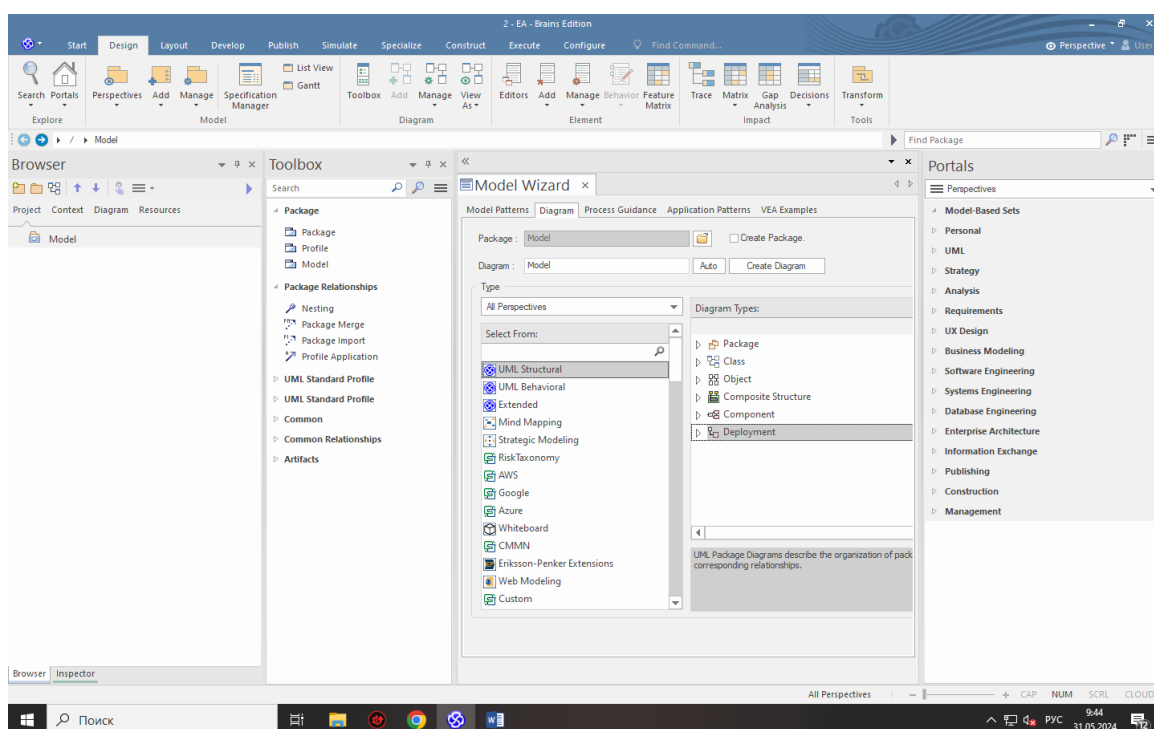 2 - EA - Brains Edition
Start Design Layout Develop Publish Simulate Specialize Construct Execute Configure Find Command... Perspective User
List View
Gantt
Search Portals Perspectives Add Manage Specification Manager Toolbox Add Manage View As Editors Add Manage Behavior Feature Matrix Trace Matrix Gap Analysis Decisions Transform
Explore Model Diagram Element Impact Tools
/ Model Find Package
Browser
Project Context Diagram Resources
Model
Toolbox
Search
Package
Package
Profile
Model
Package Relationships
Nesting
Package Merge
Package Import
Profile Application
UML Standard Profile
UML Standard Profile
Common
Common Relationships
Artifacts
Model Wizard
Model Patterns Diagram Process Guidance Application Patterns VEA Examples
Package : Model Create Package.
Diagram : Model Auto Create Diagram
Type
All Perspectives
Select From:
UML Structural
UML Behavioral
Extended
Mind Mapping
Strategic Modeling
RiskTaxonomy
AWS
Google
Azure
Whiteboard
CMMN
Eriksson-Penker Extensions
Web Modeling
Custom
Diagram Types:
Package
Class
Object
Composite Structure
Component
Deployment
UML Package Diagrams describe the organization of pack
corresponding relationships.
Portals
Perspectives
Model-Based Sets
Personal
UML
Strategy
Analysis
Requirements
UX Design
Business Modeling
Software Engineering
Systems Engineering
Database Engineering
Enterprise Architecture
Information Exchange
Publishing
Construction
Management
Browser Inspector
All Perspectives CAP NUM SCRL CLOUD
Поиск РУС 9:44
31.05.2024
12